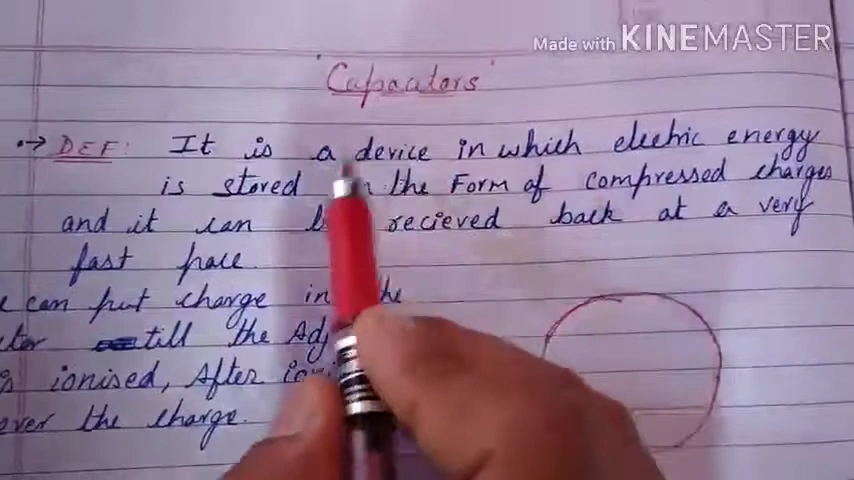 Made with KINEMASTER
"Capacitors"
DEF: It is a device in which electric energy
is stored the Form of compressed charges
and it can recieved back at a very
fast pace.
can put charge in
till the
ionised, After
the charge.